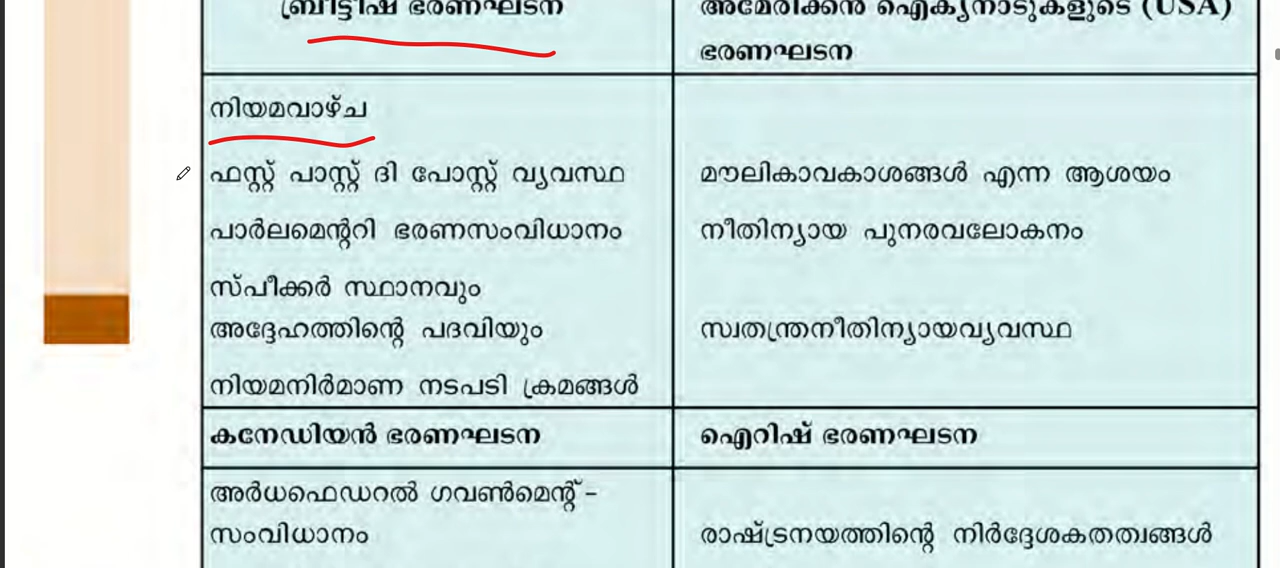 ബ്രിട്ടീഷ് ഭരണഘടന
അമേരിക്കൻ ഐക്യനാടുകളുടെ (USA)
ഭരണഘടന
നിയമവാഴ്ച
ഫസ്റ്റ് പാസ്റ്റ് ദി പോസ്റ്റ് വ്യവസ്ഥ
പാർലമെന്ററി ഭരണസംവിധാനം
സ്പീക്കർ സ്ഥാനവും
അദ്ദേഹത്തിന്റെ പദവിയും
നിയമനിർമാണ നടപടി ക്രമങ്ങൾ
മൗലികാവകാശങ്ങൾ എന്ന ആശയം
നീതിന്യായ പുനരവലോകനം
സ്വതന്ത്രനീതിന്യായവ്യവസ്ഥ
കനേഡിയൻ ഭരണഘടന
ഐറിഷ് ഭരണഘടന
അർധഫെഡറൽ ഗവൺമെന്റ് -
സംവിധാനം
രാഷ്ട്രനയത്തിന്റെ നിർദ്ദേശകതത്വങ്ങൾ